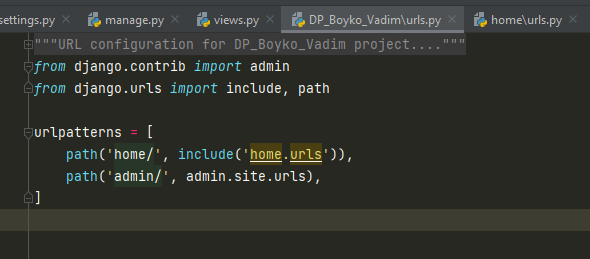 settings.py manage.py views.py DP_Boyko_Vadim\urls.py home\urls.py
"""URL configuration for DP_Boyko_Vadim project...."""
from django.contrib import admin
from django.urls import include, path
urlpatterns = [
    path('home/', include('home.urls')),
    path('admin/', admin.site.urls),
]